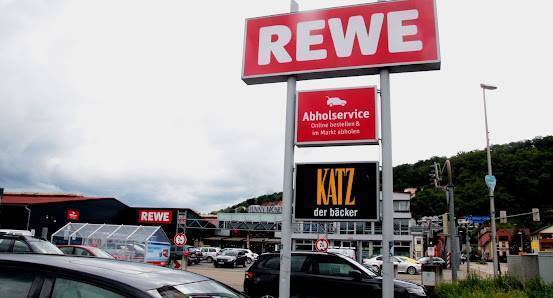 REWE
Abholservice
Online bestellen &
im Markt abholen
KATZ
der bäcker
REWE